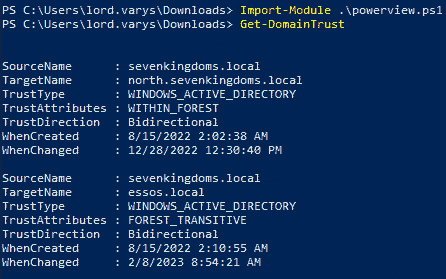 PS C:\Users\lord.varys\Downloads> Import-Module .\powerview.ps1
PS C:\Users\lord.varys\Downloads> Get-DomainTrust
SourceName      : sevenkingdoms.local
TargetName      : north.sevenkingdoms.local
TrustType       : WINDOWS_ACTIVE_DIRECTORY
TrustAttributes : WITHIN_FOREST
TrustDirection  : Bidirectional
WhenCreated     : 8/15/2022 2:02:38 AM
WhenChanged     : 12/28/2022 12:30:40 PM
SourceName      : sevenkingdoms.local
TargetName      : essos.local
TrustType       : WINDOWS_ACTIVE_DIRECTORY
TrustAttributes : FOREST_TRANSITIVE
TrustDirection  : Bidirectional
WhenCreated     : 8/15/2022 2:10:55 AM
WhenChanged     : 2/8/2023 8:54:21 AM